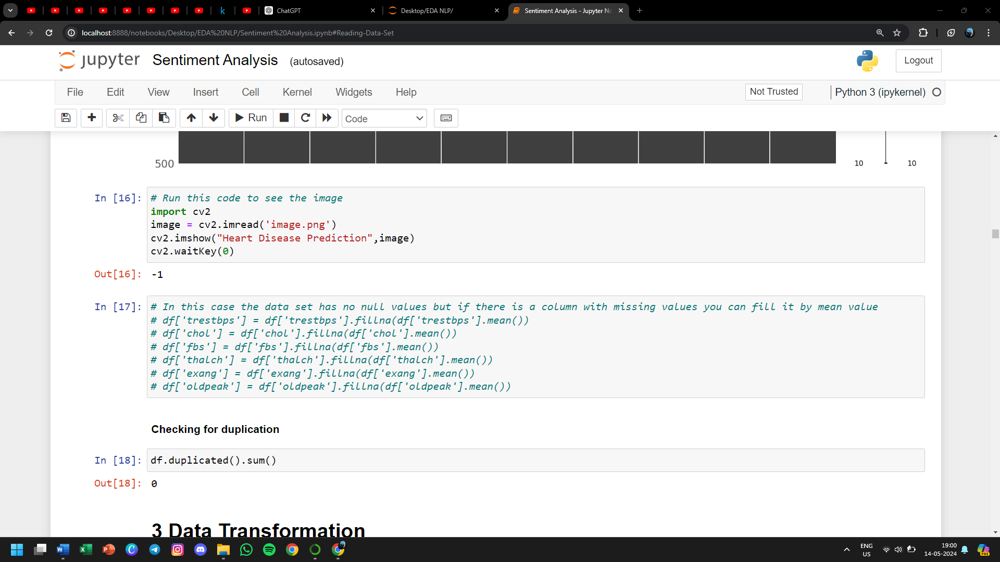 ChatGPT
Desktop/EDA NLP/
Sentiment Analysis - Jupyter No
localhost:8888/notebooks/Desktop/EDA%20NLP/Sentiment%20Analysis.ipynb#Reading-Data-Set
jupyter Sentiment Analysis (autosaved)
Logout
File Edit View Insert Cell Kernel Widgets Help
Not Trusted
Python 3 (ipykernel)
Run
Code
500
10
10
In [16]:
# Run this code to see the image
import cv2
image = cv2.imread('image.png')
cv2.imshow("Heart Disease Prediction",image)
cv2.waitKey(0)
Out[16]: -1
In [17]:
# In this case the data set has no null values but if there is a column with missing values you can fill it by mean value
# df['trestbps'] = df['trestbps'].fillna(df['trestbps'].mean())
# df['chol'] = df['chol'].fillna(df['chol'].mean())
# df['fbs'] = df['fbs'].fillna(df['fbs'].mean())
# df['thalch'] = df['thalch'].fillna(df['thalch'].mean())
# df['exang'] = df['exang'].fillna(df['exang'].mean())
# df['oldpeak'] = df['oldpeak'].fillna(df['oldpeak'].mean())
Checking for duplication
In [18]: df.duplicated().sum()
Out[18]: 0
3 Data Transformation
ENG
US
19:00
14-05-2024
PRE